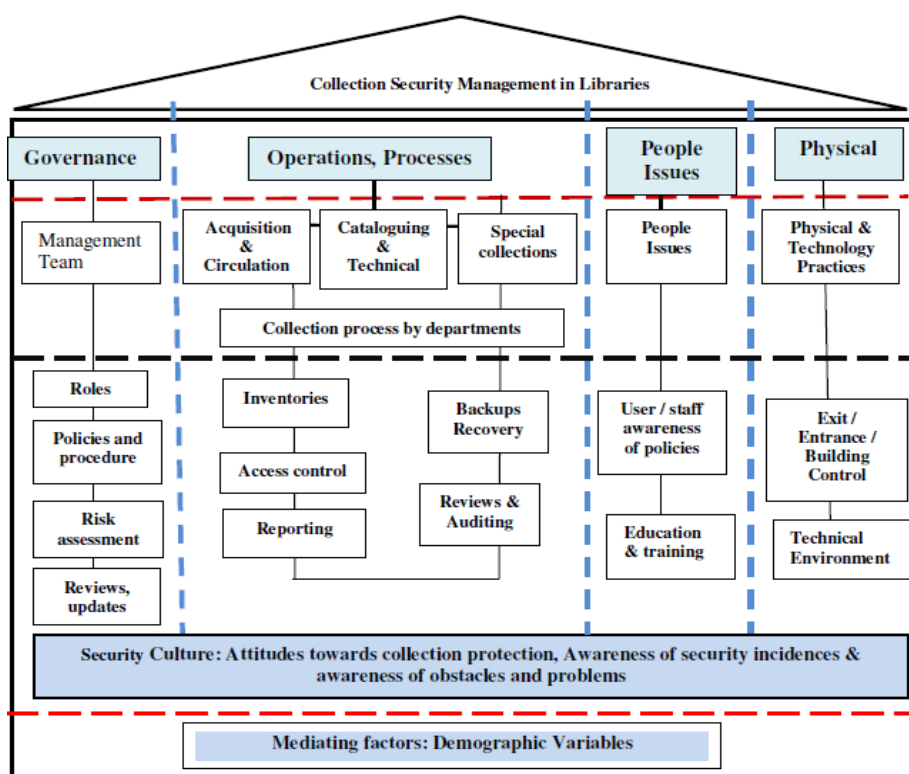 Collection Security Management in Libraries
Governance
Operations, Processes
People
Issues
Physical
Management
Team
Acquisition
&
Circulation
Cataloguing
&
Technical
Special
collections
People
Issues
Physical &
Technology
Practices
Collection process by departments
Roles
Policies and
procedure
Risk
assessment
Reviews,
updates
Inventories
Access control
Reporting
Backups
Recovery
Reviews &
Auditing
User / staff
awareness
of policies
Education
& training
Exit /
Entrance /
Building
Control
Technical
Environment
Security Culture: Attitudes towards collection protection, Awareness of security incidences &
awareness of obstacles and problems
Mediating factors: Demographic Variables